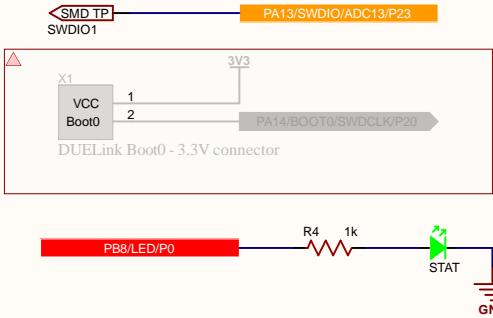 SMD TP
PA13/SWDIO/ADC13/P23
SWDIO1
X1
3V3
VCC
1
Boot0
2
PA14/BOOT0/SWDCLK/P20
DUELink Boot0 - 3.3V connector
R4
1k
PB8/LED/P0
STAT